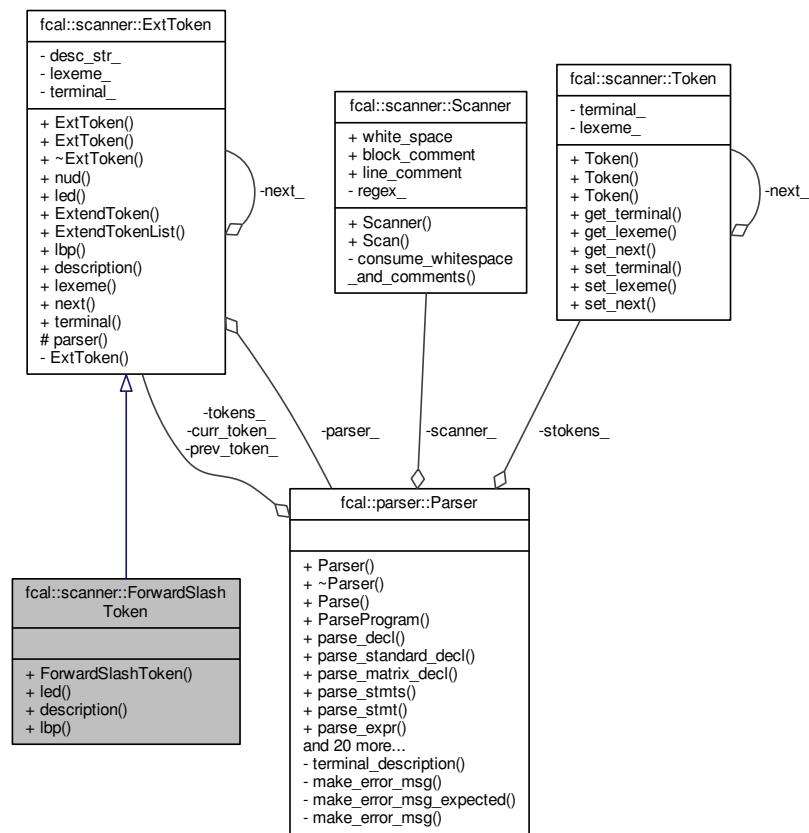 fcal::scanner::ExtToken
- desc_str_
- lexeme_
- terminal_
+ ExtToken()
+ ExtToken()
+ ~ExtToken()
+ nud()
+ led()
+ ExtendToken()
+ ExtendTokenList()
+ lbp()
+ description()
+ lexeme()
+ next()
+ terminal()
# parser()
- ExtToken()
-next_
fcal::scanner::Scanner
+ white_space
+ block_comment
+ line_comment
- regex_
+ Scanner()
+ Scan()
- consume_whitespace
_and_comments()
fcal::scanner::Token
- terminal_
- lexeme_
+ Token()
+ Token()
+ Token()
+ get_terminal()
+ get_lexeme()
+ get_next()
+ set_terminal()
+ set_lexeme()
+ set_next()
-next_
-tokens_
-curr_token_
-prev_token_
-parser_
-scanner_
-stokens_
fcal::parser::Parser
+ Parser()
+ ~Parser()
+ Parse()
+ ParseProgram()
+ parse_decl()
+ parse_standard_decl()
+ parse_matrix_decl()
+ parse_stmts()
+ parse_stmt()
+ parse_expr()
and 20 more...
- terminal_description()
- make_error_msg()
- make_error_msg_expected()
- make_error_msg()
fcal::scanner::ForwardSlash
Token
+ ForwardSlashToken()
+ led()
+ description()
+ lbp()